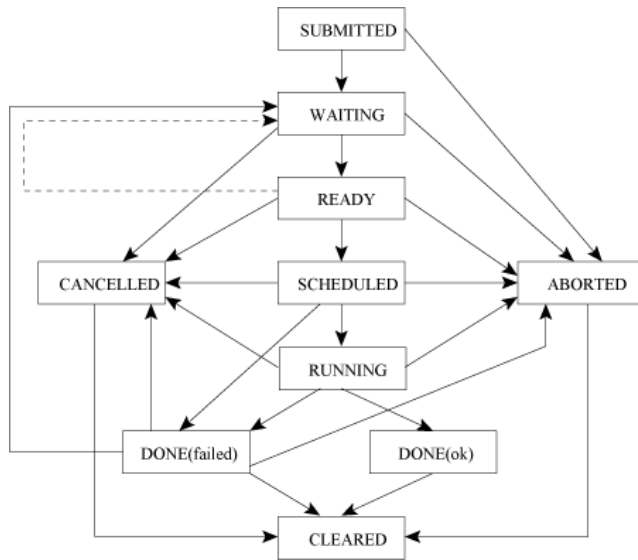 SUBMITTED
WAITING
READY
CANCELLED
SCHEDULED
ABORTED
RUNNING
DONE(failed)
DONE(ok)
CLEARED